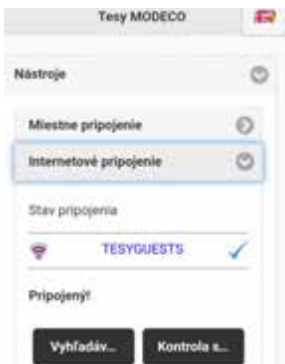 Tesy MODECO
Nástroje
Miestne pripojenie
Internetové pripojenie
Stav pripojenia
TESYGUESTS
Pripojený!
Vyhľadáv...
Kontrola s...